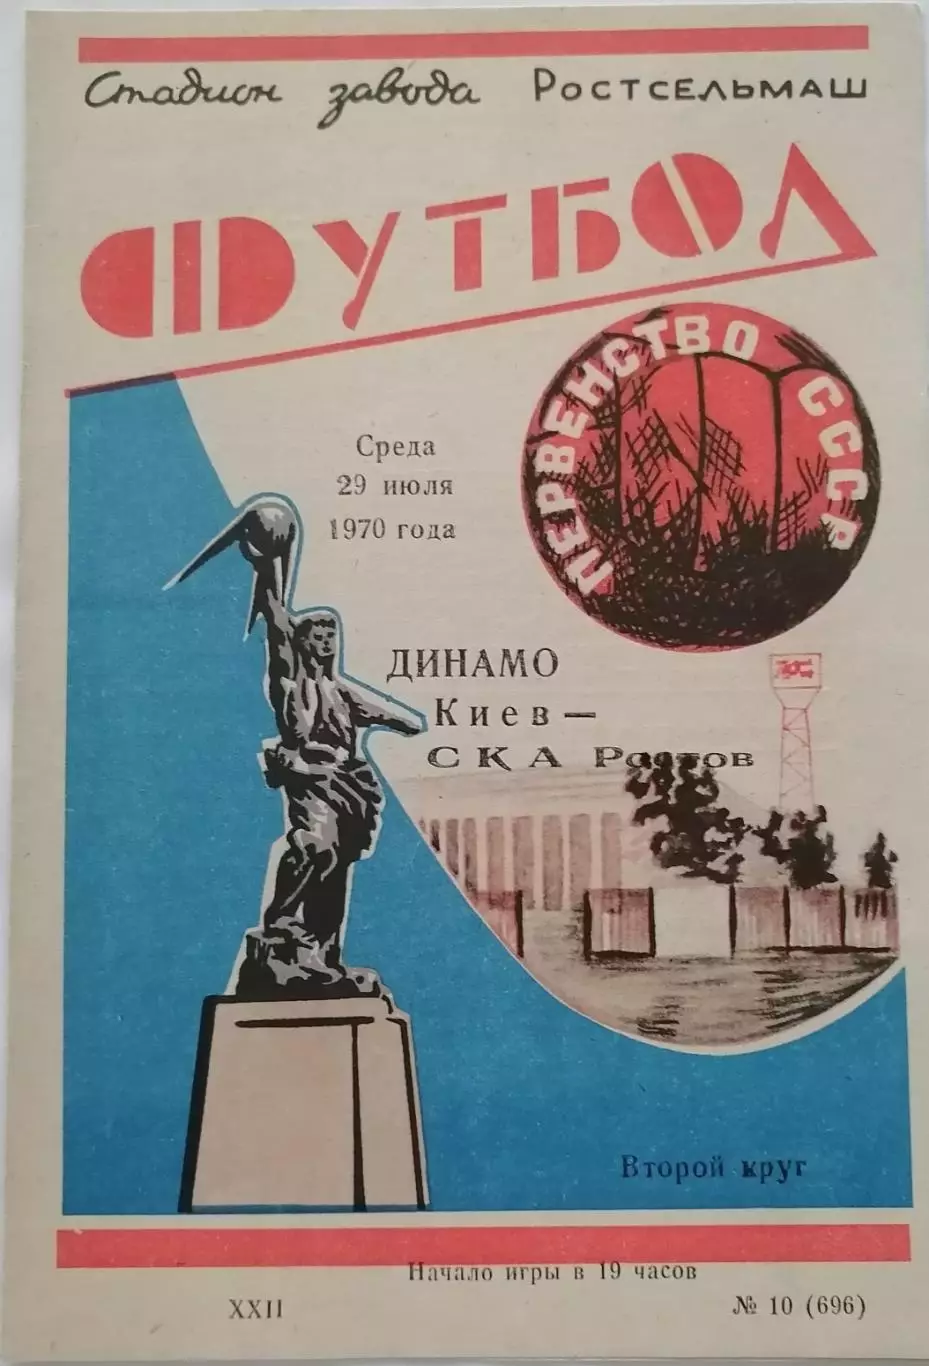 Стадион завода РОСТСЕЛЬМАШ
ФУТБОЛ
ПЕРВЕНСТВО СССР
Среда
29 июля
1970 года
ДИНАМО
Киев —
СКА Ростов
Второй круг
Начало игры в 19 часов
XXII
№ 10 (696)